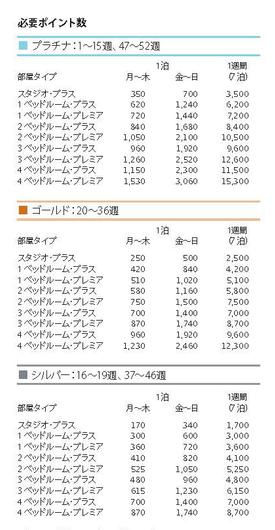 必要ポイント数
プラチナ：1〜15週、47〜52週
1泊 1週間
部屋タイプ 月〜木 金〜日 (7泊)
スタジオ・プラス 350 700 3,500
1ベッドルーム・プラス 620 1,240 6,200
1ベッドルーム・プレミア 720 1,440 7,200
2ベッドルーム・プラス 840 1,680 8,400
2ベッドルーム・プレミア 1,050 2,100 10,500
3ベッドルーム・プラス 960 1,920 9,600
3ベッドルーム・プレミア 1,260 2,520 12,600
4ベッドルーム・プラス 1,150 2,300 11,500
4ベッドルーム・プレミア 1,530 3,060 15,300
ゴールド：20〜36週
1泊 1週間
部屋タイプ 月〜木 金〜日 (7泊)
スタジオ・プラス 250 500 2,500
1ベッドルーム・プラス 420 840 4,200
1ベッドルーム・プレミア 510 1,020 5,100
2ベッドルーム・プラス 580 1,160 5,800
2ベッドルーム・プレミア 750 1,500 7,500
3ベッドルーム・プラス 700 1,400 7,000
3ベッドルーム・プレミア 870 1,740 8,700
4ベッドルーム・プラス 960 1,920 9,600
4ベッドルーム・プレミア 1,230 2,460 12,300
シルバー：16〜19週、37〜46週
1泊 1週間
部屋タイプ 月〜木 金〜日 (7泊)
スタジオ・プラス 170 340 1,700
1ベッドルーム・プラス 300 600 3,000
1ベッドルーム・プレミア 360 720 3,600
2ベッドルーム・プラス 410 820 4,100
2ベッドルーム・プレミア 525 1,050 5,250
3ベッドルーム・プラス 480 960 4,800
3ベッドルーム・プレミア 615 1,230 6,150
4ベッドルーム・プラス 700 1,400 7,000
4ベッドルーム・プレミア 870 1,740 8,700